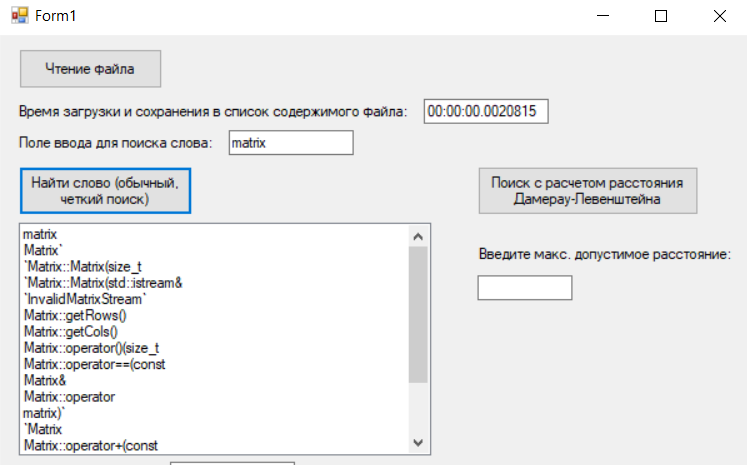 Form1
Чтение файла
Время загрузки и сохранения в список содержимого файла: 00:00:00.0020815
Поле ввода для поиска слова: matrix
Найти слово (обычный,
четкий поиск)
Поиск с расчетом расстояния
Дамерау-Левенштейна
Введите макс. допустимое расстояние:
matrix
Matrix`
`Matrix::Matrix(size_t
`Matrix::Matrix(std::istream&
`InvalidMatrixStream`
Matrix::getRows()
Matrix::getCols()
Matrix::operator()(size_t
Matrix::operator==(const
Matrix&
Matrix::operator
matrix)`
`Matrix
Matrix::operator+(const